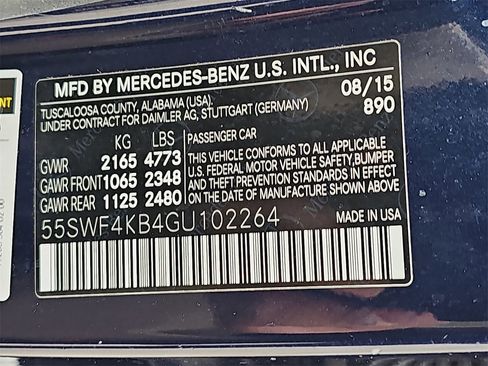 MFD BY MERCEDES-BENZ U.S. INTL., INC
TUSCALOOSA COUNTY, ALABAMA (USA).
UNDER CONTRACT FOR DAIMLER AG, STUTTGART (GERMANY)
08/15
890
KG LBS
GVWR 2165 4773
GAWR FRONT 1065 2348
GAWR REAR 1125 2480
PASSENGER CAR
THIS VEHICLE CONFORMS TO ALL APPLICABLE
U.S. FEDERAL MOTOR VEHICLE SAFETY, BUMPER
AND THEFT PREVENTION STANDARDS IN EFFECT
ON THE DATE OF MANUFACTURE SHOWN ABOVE
55SWF4KB4GU102264
MADE IN USA